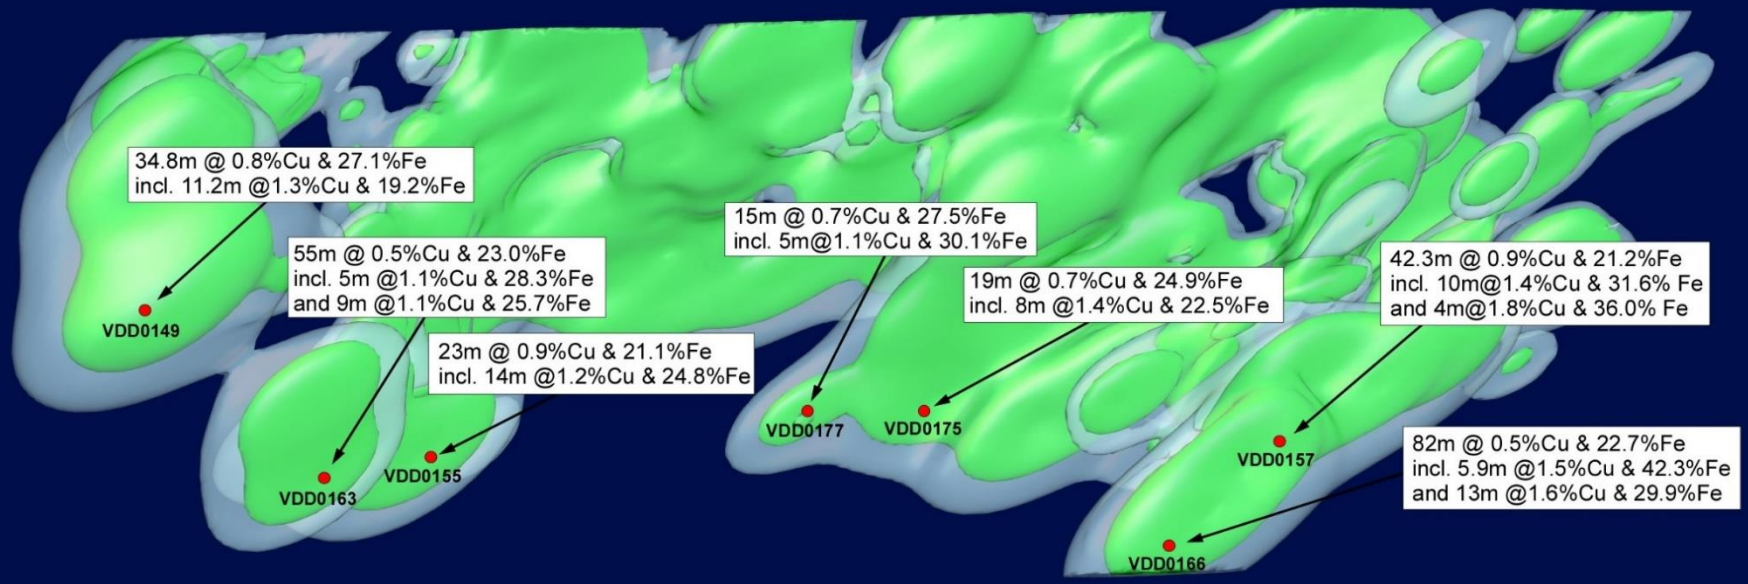 34.8m @ 0.8%Cu & 27.1%Fe
incl. 11.2m @1.3%Cu & 19.2%Fe
VDD0149
55m @ 0.5%Cu & 23.0%Fe
incl. 5m @1.1%Cu & 28.3%Fe
and 9m @1.1%Cu & 25.7%Fe
VDD0163
23m @ 0.9%Cu & 21.1%Fe
incl. 14m @1.2%Cu & 24.8%Fe
VDD0155
15m @ 0.7%Cu & 27.5%Fe
incl. 5m@1.1%Cu & 30.1%Fe
VDD0177
19m @ 0.7%Cu & 24.9%Fe
incl. 8m @1.4%Cu & 22.5%Fe
VDD0175
42.3m @ 0.9%Cu & 21.2%Fe
incl. 10m@1.4%Cu & 31.6% Fe
and 4m@1.8%Cu & 36.0% Fe
VDD0157
82m @ 0.5%Cu & 22.7%Fe
incl. 5.9m @1.5%Cu & 42.3%Fe
and 13m @1.6%Cu & 29.9%Fe
VDD0166